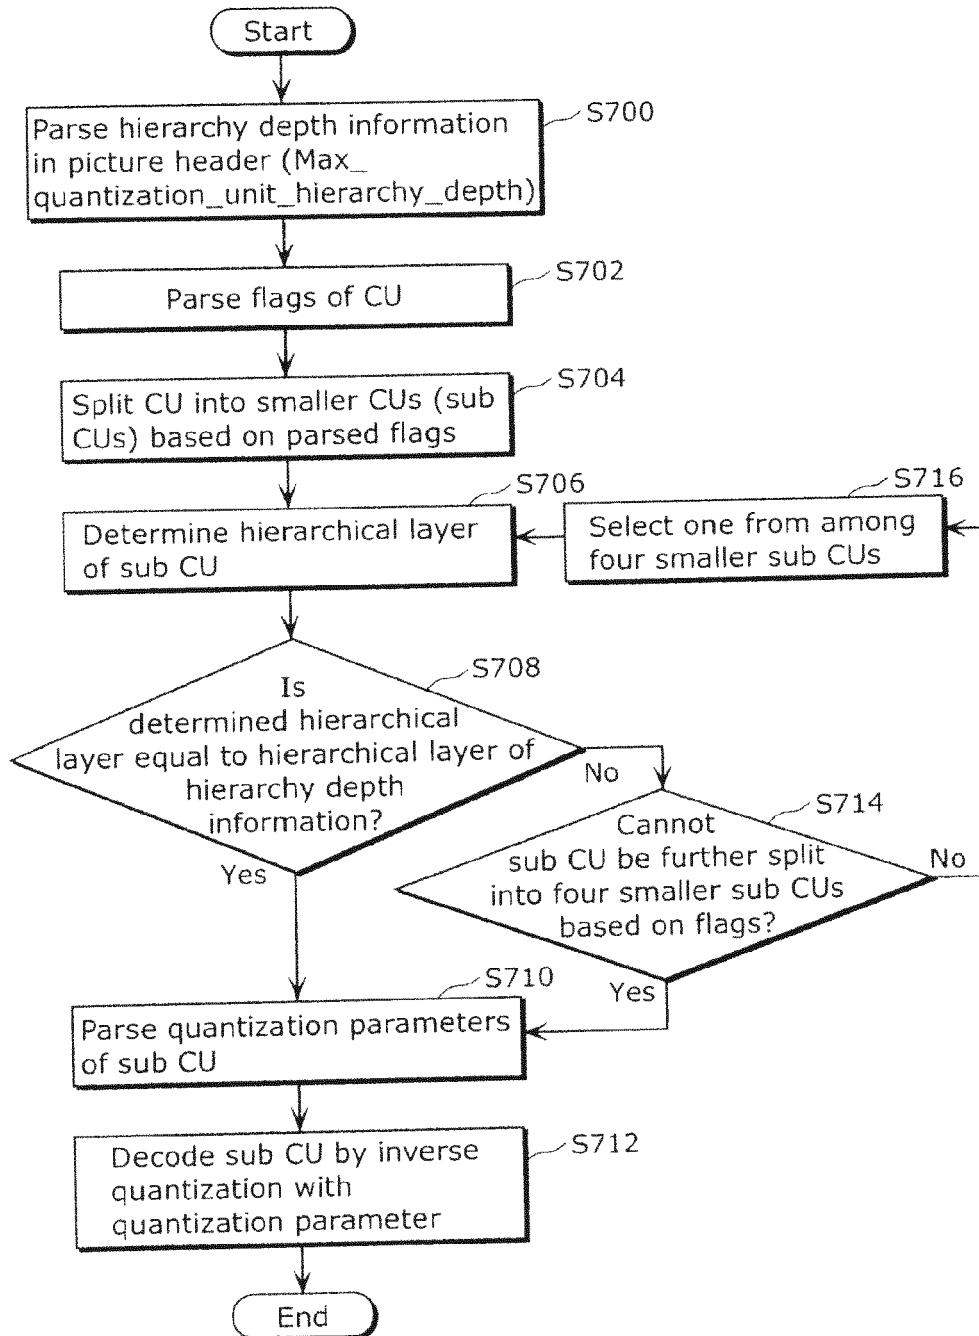 Start
S700
Parse hierarchy depth information
in picture header (Max_
quantization_unit_hierarchy_depth)
S702
Parse flags of CU
S704
Split CU into smaller CUs (sub
CUs) based on parsed flags
S706
Determine hierarchical layer
of sub CU
S716
Select one from among
four smaller sub CUs
S708
Is
determined hierarchical
layer equal to hierarchical layer of
hierarchy depth
information?
No
Yes
S714
Cannot
sub CU be further split
into four smaller sub CUs
based on flags?
No
Yes
S710
Parse quantization parameters
of sub CU
S712
Decode sub CU by inverse
quantization with
quantization parameter
End